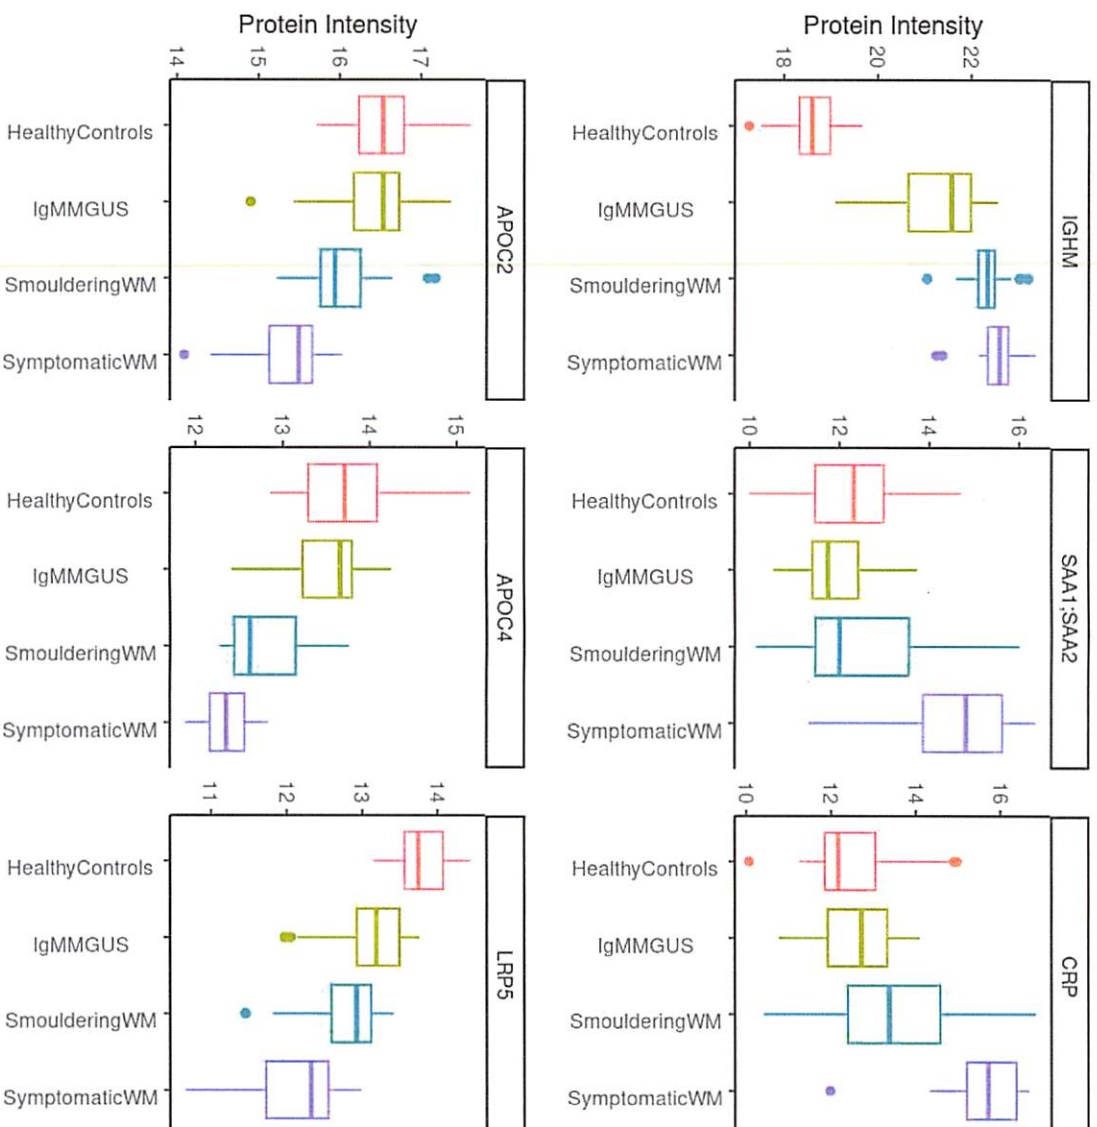 Protein Intensity
14
15
16
17
HealthyControls
IgMMGUS
SmoulderingWM
SymptomaticWM
APOC2
Protein Intensity
18
20
22
HealthyControls
IgMMGUS
SmoulderingWM
SymptomaticWM
IGHM
12
13
14
15
HealthyControls
IgMMGUS
SmoulderingWM
SymptomaticWM
APOC4
10
12
14
16
HealthyControls
IgMMGUS
SmoulderingWM
SymptomaticWM
SAA1;SAA2
11
12
13
14
HealthyControls
IgMMGUS
SmoulderingWM
SymptomaticWM
LRP5
10
12
14
16
HealthyControls
IgMMGUS
SmoulderingWM
SymptomaticWM
CRP